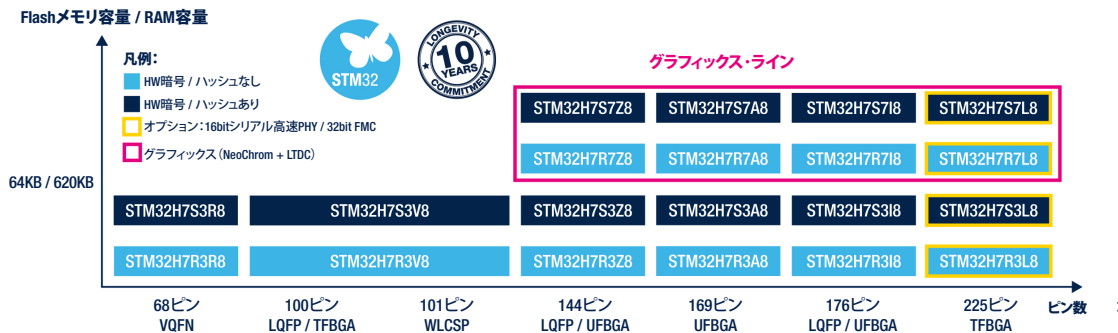 Flashメモリ容量 / RAM容量
凡例:
HW暗号 / ハッシュなし
HW暗号 / ハッシュあり
オプション:16bitシリアル高速PHY / 32bit FMC
グラフィックス(NeoChrom + LTDC)
STM32
LONGEVITY
10
YEARS
COMMITMENT
グラフィックス・ライン
STM32H7S7Z8 STM32H7S7A8 STM32H7S7I8 STM32H7S7L8
STM32H7R7Z8 STM32H7R7A8 STM32H7R7I8 STM32H7R7L8
64KB / 620KB
STM32H7S3R8 STM32H7S3V8 STM32H7S3Z8 STM32H7S3A8 STM32H7S3I8 STM32H7S3L8
STM32H7R3R8 STM32H7R3V8 STM32H7R3Z8 STM32H7R3A8 STM32H7R3I8 STM32H7R3L8
68ピン 100ピン 101ピン 144ピン 169ピン 176ピン 225ピン ピン数
VQFN LQFP / TFBGA WLCSP LQFP / UFBGA UFBGA LQFP / UFBGA TFBGA